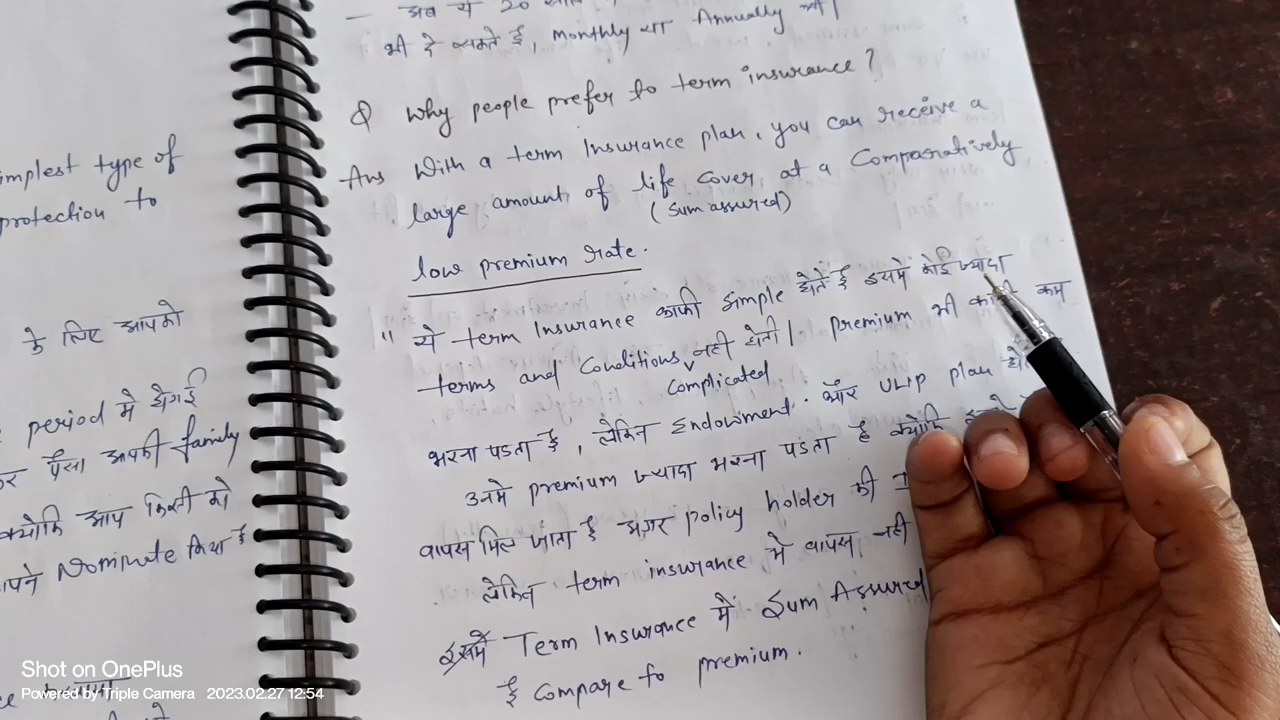 implest type of
protection to
के लिए आपको
period मे होगई
पैसा आपकी family
क्योकि आप किसी को
आपने Nominate किया है
अब ये 20 साल
भी दे सकते है, monthly या Annually भी।
Q Why people prefer to term insurance?
Ans With a term Insurance plan, you can receive a
large amount of life cover at a Comparatively
(Sum assured)
low premium rate.
" ये term Insurance काफी simple होते है इसमे कोई ज्यादा
terms and Conditions नही होती। premium भी काफी कम
Complicated
भरना पडता है, लेकिन Endowment और ULIP plan
उनमे premium ज्यादा भरना पडता है क्योकि
वापस मिल जाता है अगर policy holder की
लेकिन term insurance मे वापस नही
इसमे Term Insurance में Sum Assured
है Compare to premium.
Shot on OnePlus
Powered by Triple Camera 2023.02.27 12:54